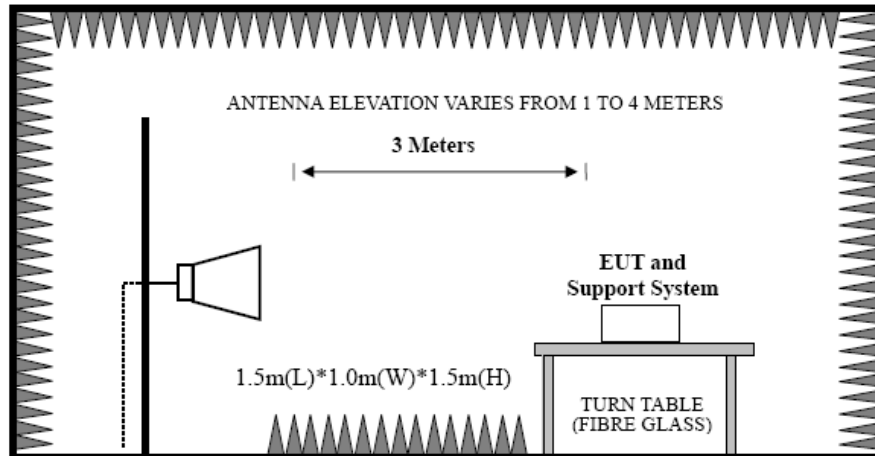 ANTENNA ELEVATION VARIES FROM 1 TO 4 METERS
3 Meters
EUT and
Support System
1.5m(L)*1.0m(W)*1.5m(H)
TURN TABLE
(FIBRE GLASS)